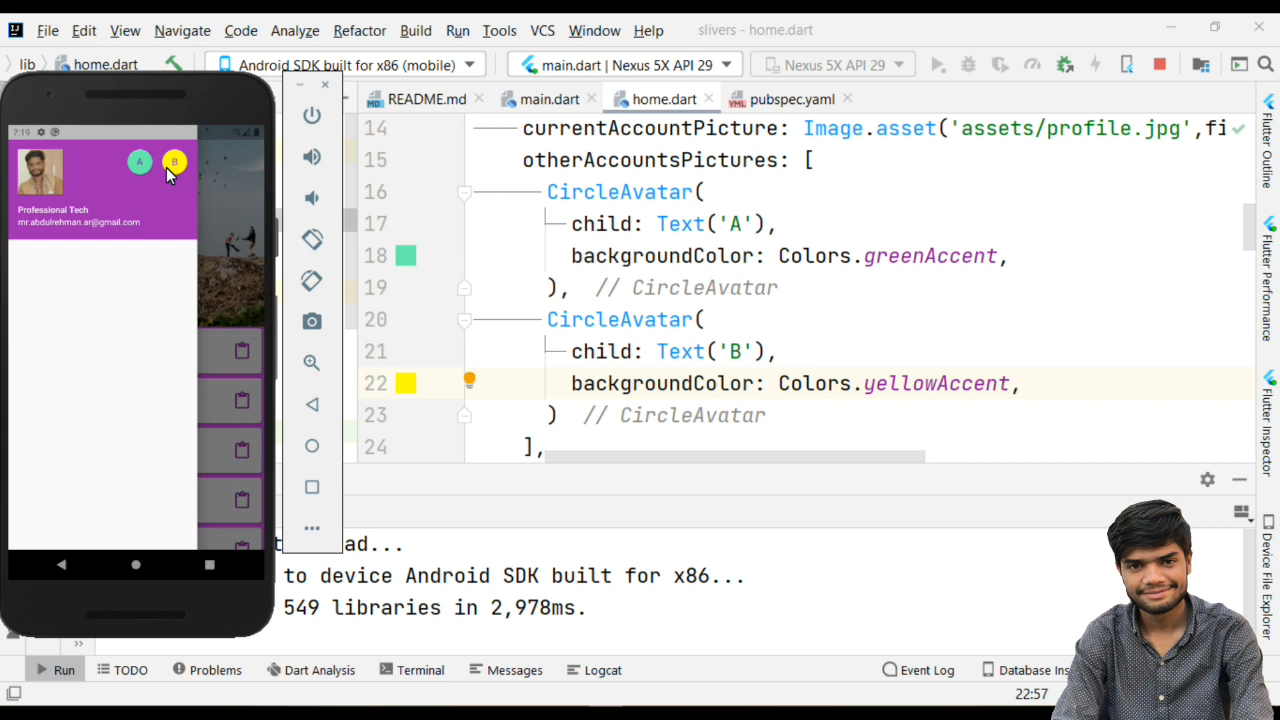 File Edit View Navigate Code Analyze Refactor Build Run Tools VCS Window Help slivers - home.dart
lib home.dart Android SDK built for x86 (mobile) main.dart | Nexus 5X API 29 Nexus 5X API 29
README.md main.dart home.dart pubspec.yaml
14 currentAccountPicture: Image.asset('assets/profile.jpg',fi
15 otherAccountsPictures: [
16 CircleAvatar(
17 child: Text('A'),
18 backgroundColor: Colors.greenAccent,
19 ), // CircleAvatar
20 CircleAvatar(
21 child: Text('B'),
22 backgroundColor: Colors.yellowAccent,
23 ) // CircleAvatar
24 ],
7:19
A B
Professional Tech
mr.abdulrehman.ar@gmail.com
ad...
to device Android SDK built for x86...
549 libraries in 2,978ms.
Flutter Outline
Flutter Performance
Flutter Inspector
Device File Explorer
Run TODO Problems Dart Analysis Terminal Messages Logcat Event Log Database Ins
22:57